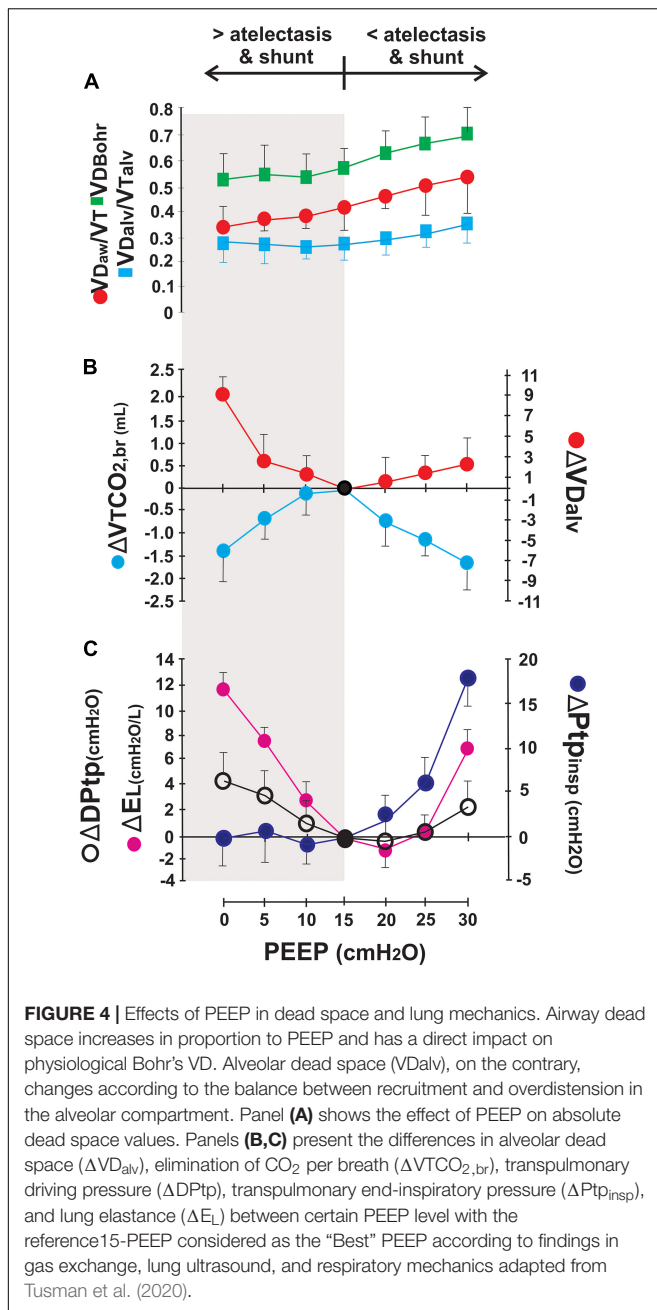 > atelectasis & shunt
< atelectasis & shunt
A
VDaw/VT VDBohr
VDalv/VTalv
0.8
0.7
0.6
0.5
0.4
0.3
0.2
0.1
0
B
ΔVTCO2,br (mL)
2.5
2.0
1.5
1.0
0.5
0
-0.5
-1.0
-1.5
-2.0
-2.5
11
9
7
5
3
1
-1
-3
-5
-7
-9
-11
ΔVDalv
C
ΔDPtp(cmH2O)
ΔEL(cmH2O/L)
14
12
10
8
6
4
2
0
-2
-4
20
15
10
5
0
-5
ΔPtpinsp (cmH2O)
0 5 10 15 20 25 30
PEEP (cmH2O)
FIGURE 4 | Effects of PEEP in dead space and lung mechanics. Airway dead
space increases in proportion to PEEP and has a direct impact on
physiological Bohr's VD. Alveolar dead space (VDalv), on the contrary,
changes according to the balance between recruitment and overdistension in
the alveolar compartment. Panel (A) shows the effect of PEEP on absolute
dead space values. Panels (B,C) present the differences in alveolar dead
space (ΔVDalv), elimination of CO2 per breath (ΔVTCO2,br), transpulmonary
driving pressure (ΔDPtp), transpulmonary end-inspiratory pressure (ΔPtpinsp),
and lung elastance (ΔEL) between certain PEEP level with the
reference15-PEEP considered as the “Best” PEEP according to findings in
gas exchange, lung ultrasound, and respiratory mechanics adapted from
Tusman et al. (2020).